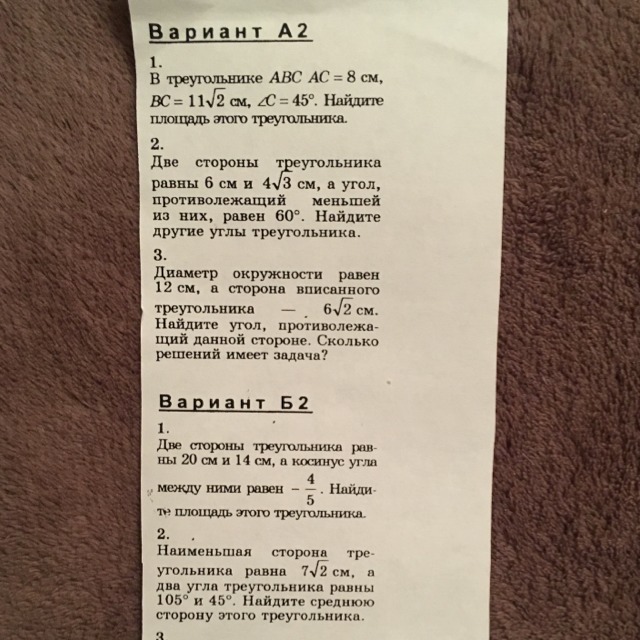 Вариант А2
1.
В треугольнике ABC AC = 8 см,
BC = 11√2 см, ∠C = 45°. Найдите
площадь этого треугольника.
2.
Две стороны треугольника
равны 6 см и 4√3 см, а угол,
противолежащий меньшей
из них, равен 60°. Найдите
другие углы треугольника.
3.
Диаметр окружности равен
12 см, а сторона вписанного
треугольника — 6√2 см.
Найдите угол, противолежа-
щий данной стороне. Сколько
решений имеет задача?
Вариант Б2
1.
Две стороны треугольника рав-
ны 20 см и 14 см, а косинус угла
между ними равен – 4/5. Найди-
те площадь этого треугольника.
2.
Наименьшая сторона тре-
угольника равна 7√2 см, а
два угла треугольника равны
105° и 45°. Найдите среднюю
сторону этого треугольника.
3.